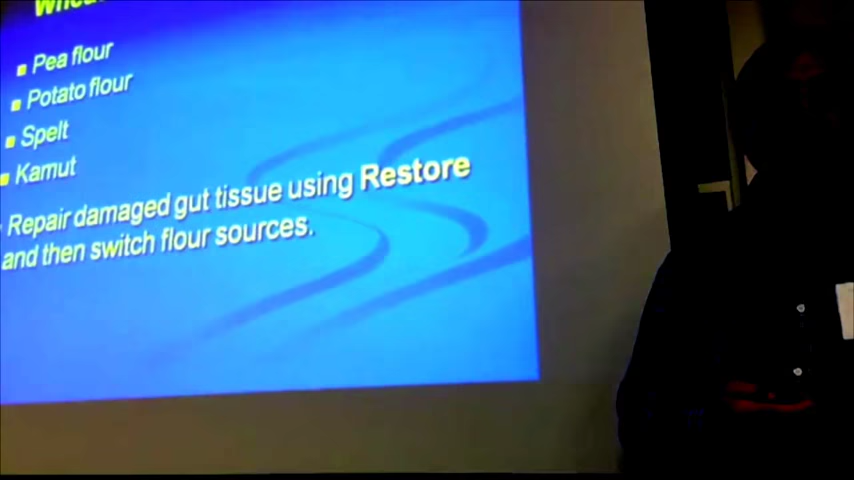 Pea flour
Potato flour
Spelt
Kamut
Repair damaged gut tissue using Restore
and then switch flour sources.